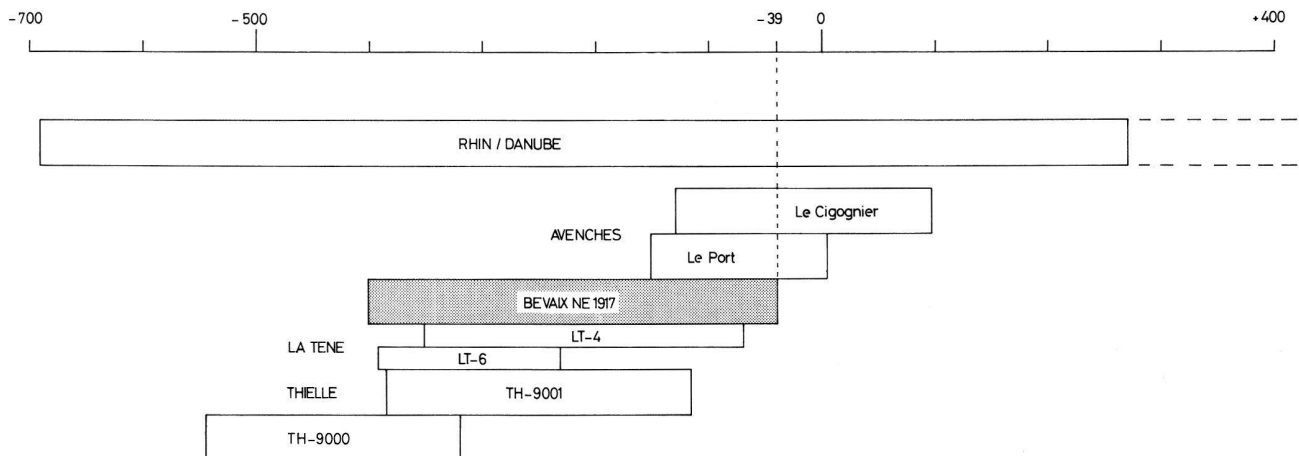 -700 -500 -39 0 +400
RHIN / DANUBE
Le Cigognier
AVENCHES
Le Port
BEVAIX NE 1917
LT-4
LA TENE
LT-6
THIELLE
TH-9001
TH-9000